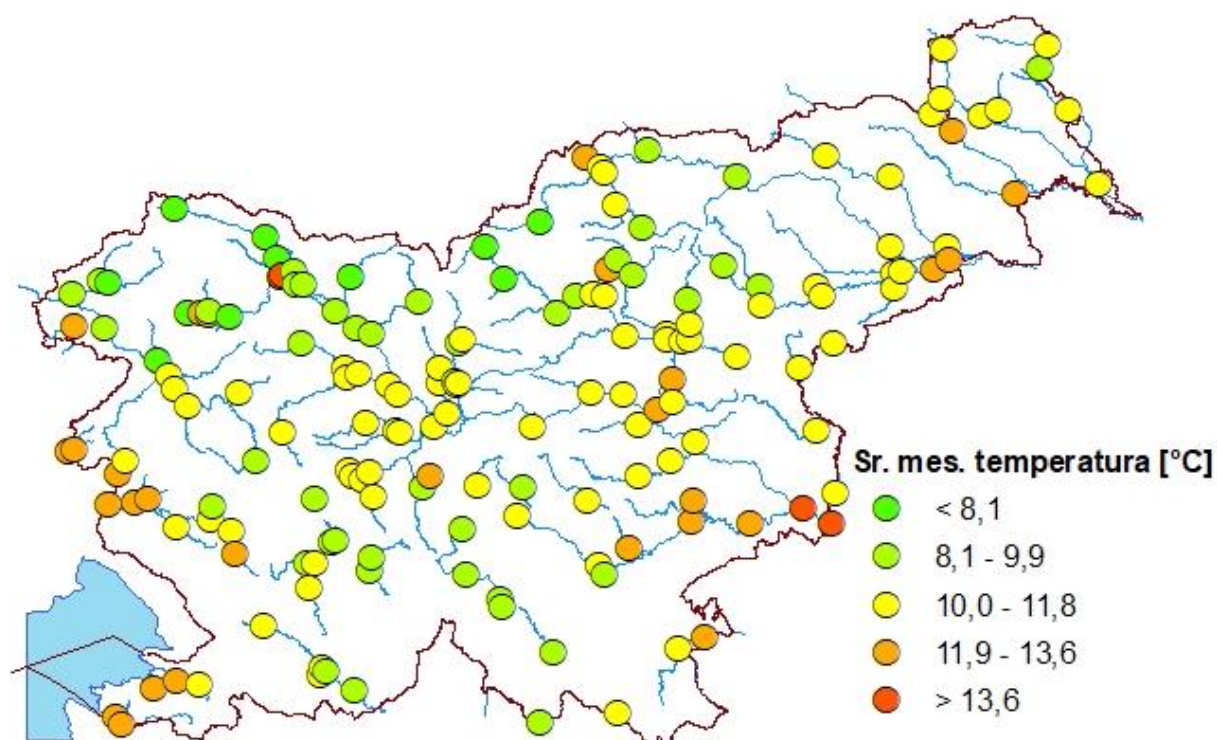 Sr. mes. temperatura [°C]
< 8,1
8,1 - 9,9
10,0 - 11,8
11,9 - 13,6
> 13,6